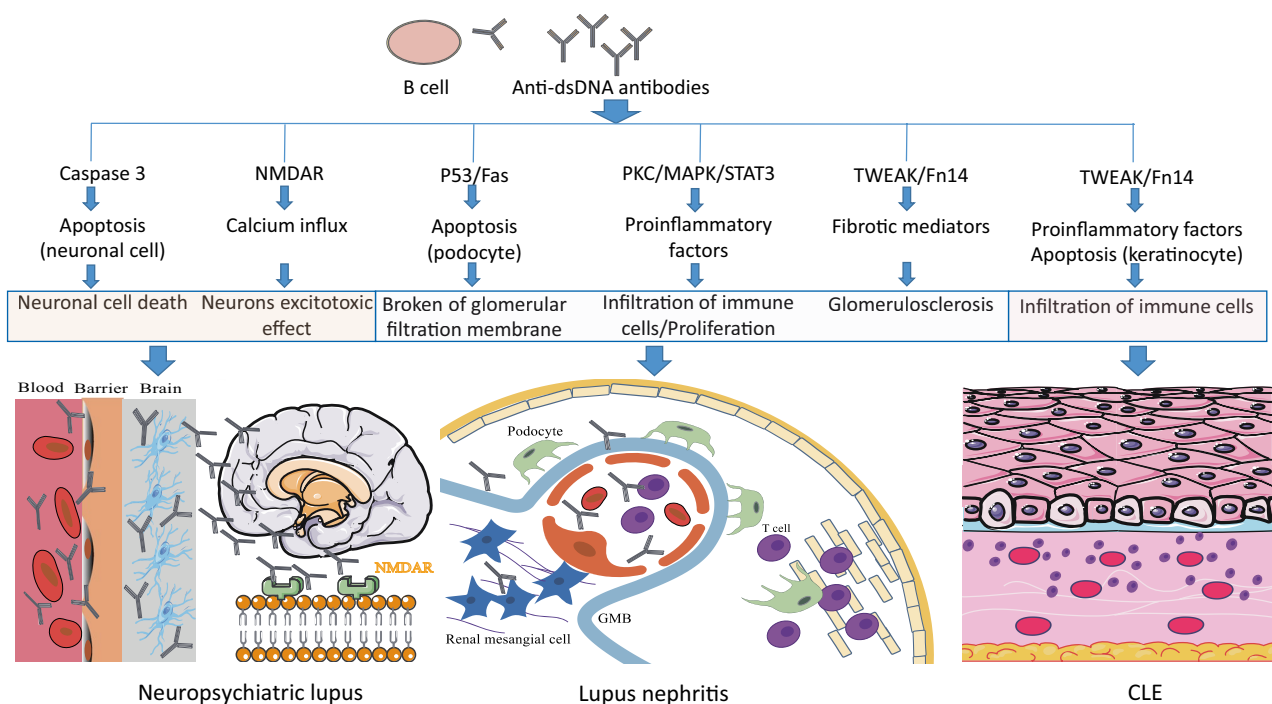 B cell
Anti-dsDNA antibodies
Caspase 3
NMDAR
P53/Fas
PKC/MAPK/STAT3
TWEAK/Fn14
TWEAK/Fn14
Apoptosis
(neuronal cell)
Calcium influx
Apoptosis
(podocyte)
Proinflammatory
factors
Fibrotic mediators
Proinflammatory factors
Apoptosis (keratinocyte)
Neuronal cell death
Neurons excitotoxic
effect
Broken of glomerular
filtration membrane
Infiltration of immune
cells/Proliferation
Glomerulosclerosis
Infiltration of immune cells
Blood
Barrier
Brain
NMDAR
Podocyte
T cell
Renal mesangial cell
GMB
Neuropsychiatric lupus
Lupus nephritis
CLE